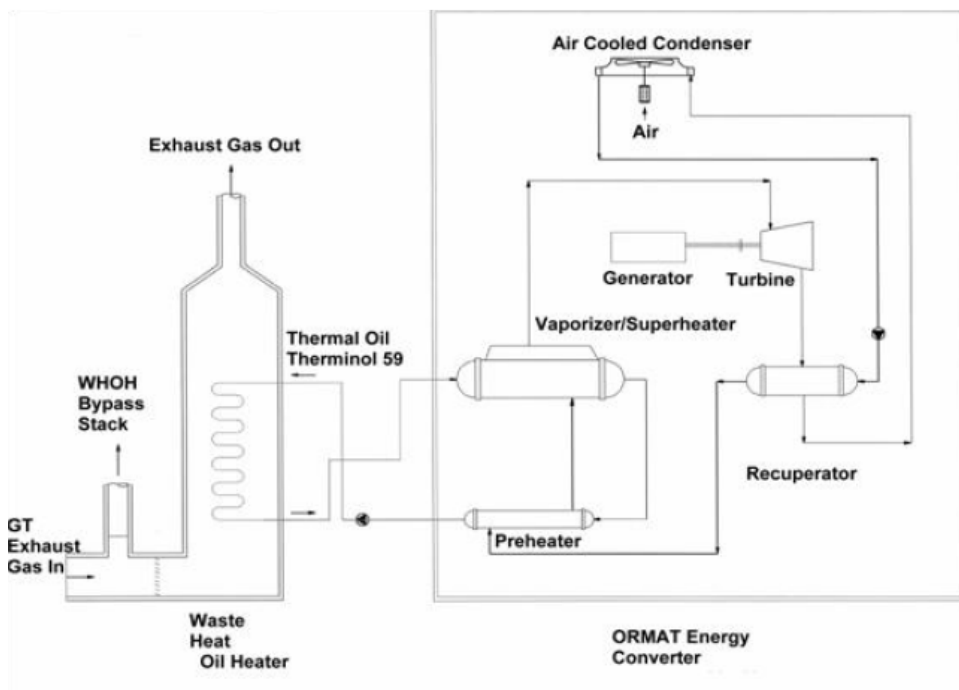 Air Cooled Condenser
Air
Exhaust Gas Out
Generator
Turbine
Vaporizer/Superheater
Thermal Oil
Therminol 59
WHOH
Bypass
Stack
Recuperator
GT
Exhaust
Gas In
Preheater
Waste
Heat
Oil Heater
ORMAT Energy
Converter